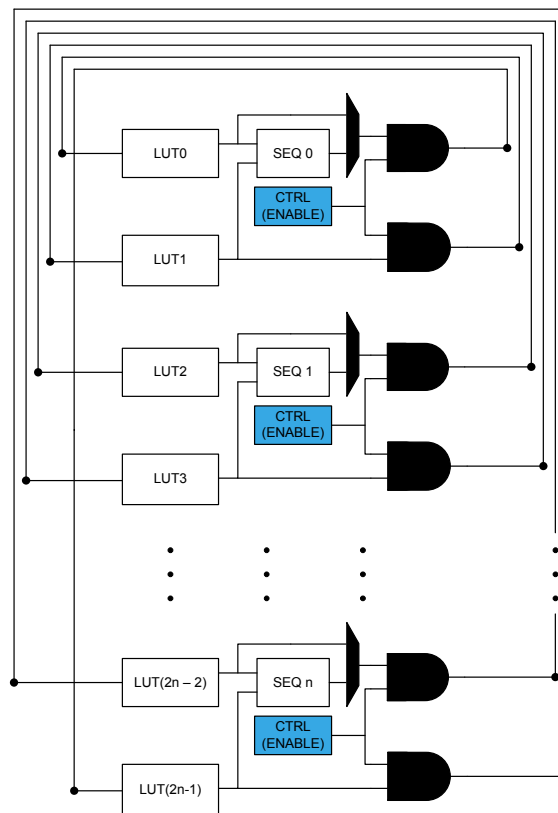 LUT0
SEQ 0
CTRL
(ENABLE)
LUT1
LUT2
SEQ 1
CTRL
(ENABLE)
LUT3
LUT(2n – 2)
SEQ n
CTRL
(ENABLE)
LUT(2n-1)